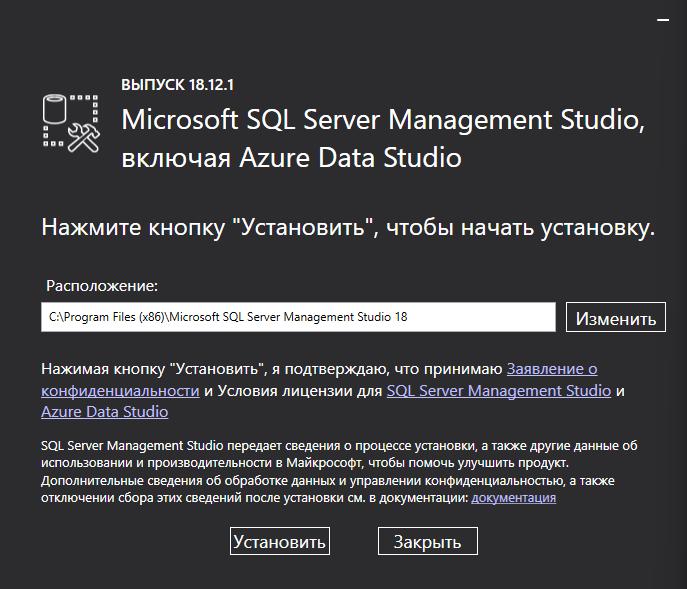 ВЫПУСК 18.12.1
Microsoft SQL Server Management Studio,
включая Azure Data Studio
Нажмите кнопку "Установить", чтобы начать установку.
Расположение:
C:\Program Files (x86)\Microsoft SQL Server Management Studio 18
Изменить
Нажимая кнопку "Установить", я подтверждаю, что принимаю Заявление о
конфиденциальности и Условия лицензии для SQL Server Management Studio и
Azure Data Studio
SQL Server Management Studio передает сведения о процессе установки, а также другие данные об
использовании и производительности в Майкрософт, чтобы помочь улучшить продукт.
Дополнительные сведения об обработке данных и управлении конфиденциальностью, а также
отключении сбора этих сведений после установки см. в документации: документация
Установить
Закрыть